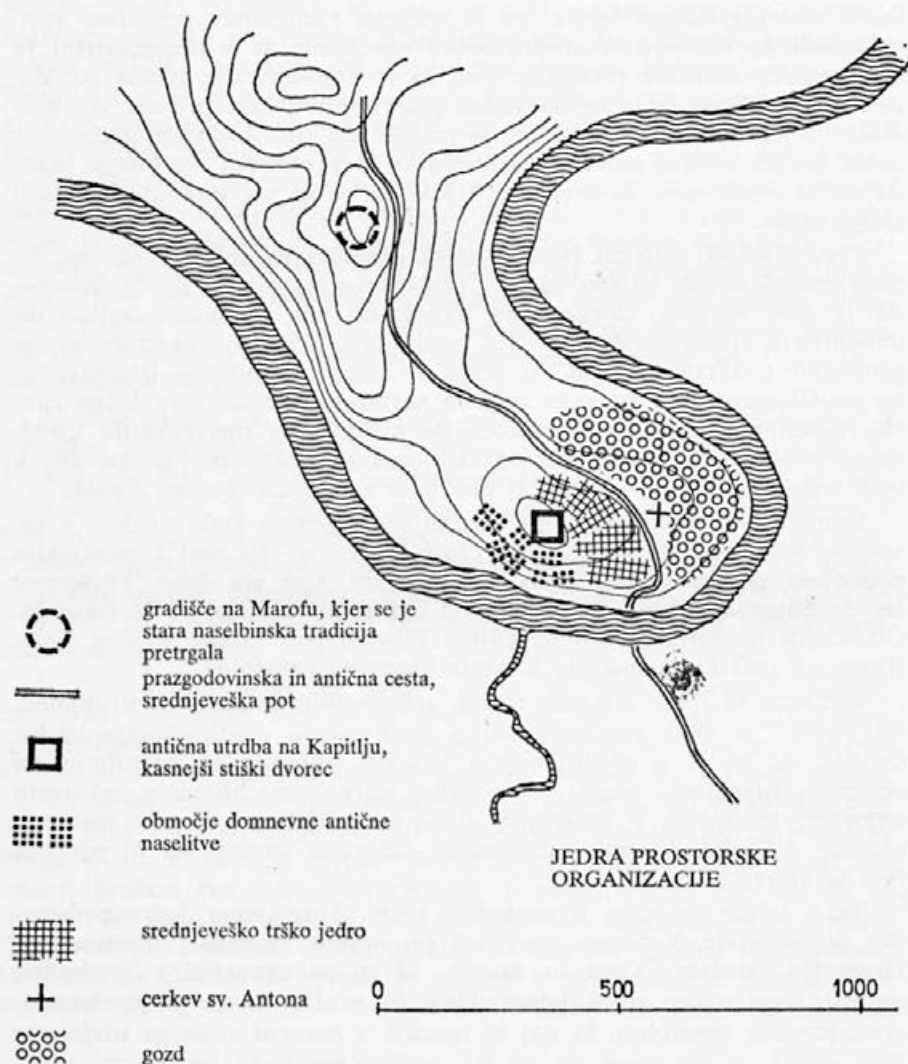 gradišče na Marofu, kjer se je
stara naselbinska tradicija
pretrgala
prazgodovinska in antična cesta,
srednjeveška pot
antična utrdba na Kapitlju,
kasnejši stiški dvorec
območje domnevne antične
naselitve
srednjeveško trško jedro
cerkev sv. Antona
gozd
JEDRA PROSTORSKE
ORGANIZACIJE
0 500 1000